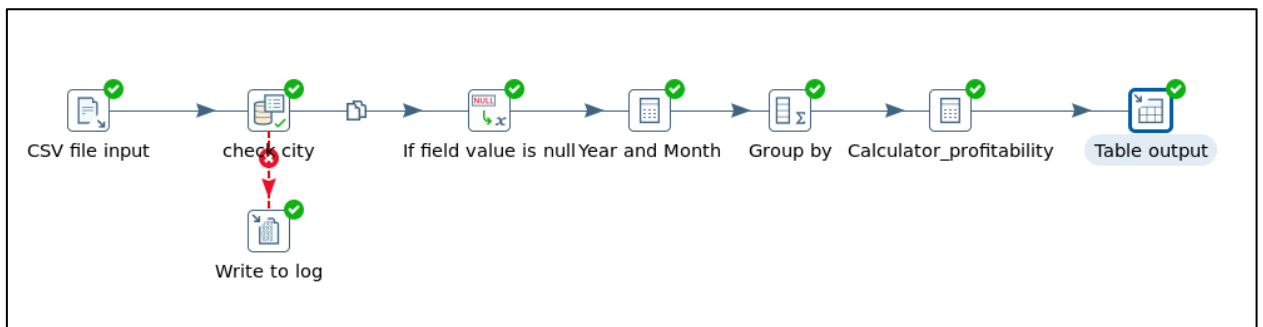 CSV file input
check city
NULL
x
If field value is null
Year and Month
Σ
Group by
Calculator_profitability
Table output
Write to log